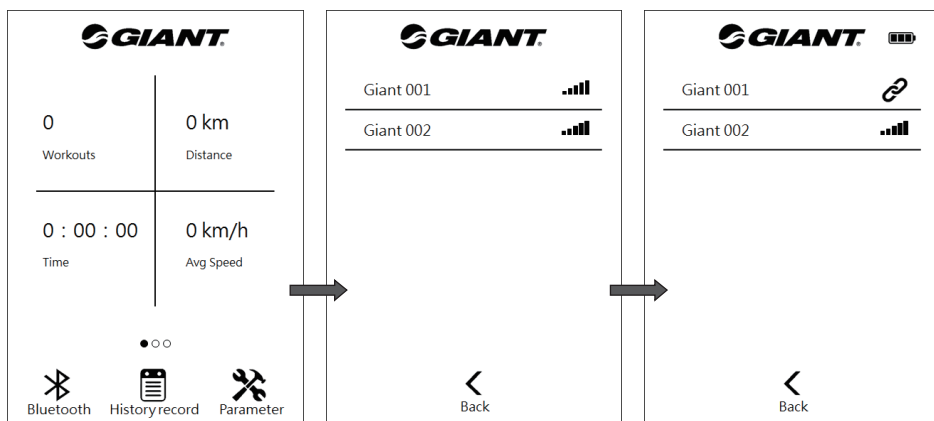 GIANT
0
Workouts
0 km
Distance
0 : 00 : 00
Time
0 km/h
Avg Speed
Bluetooth
History record
Parameter
GIANT
Giant 001
Giant 002
Back
GIANT
Giant 001
Giant 002
Back